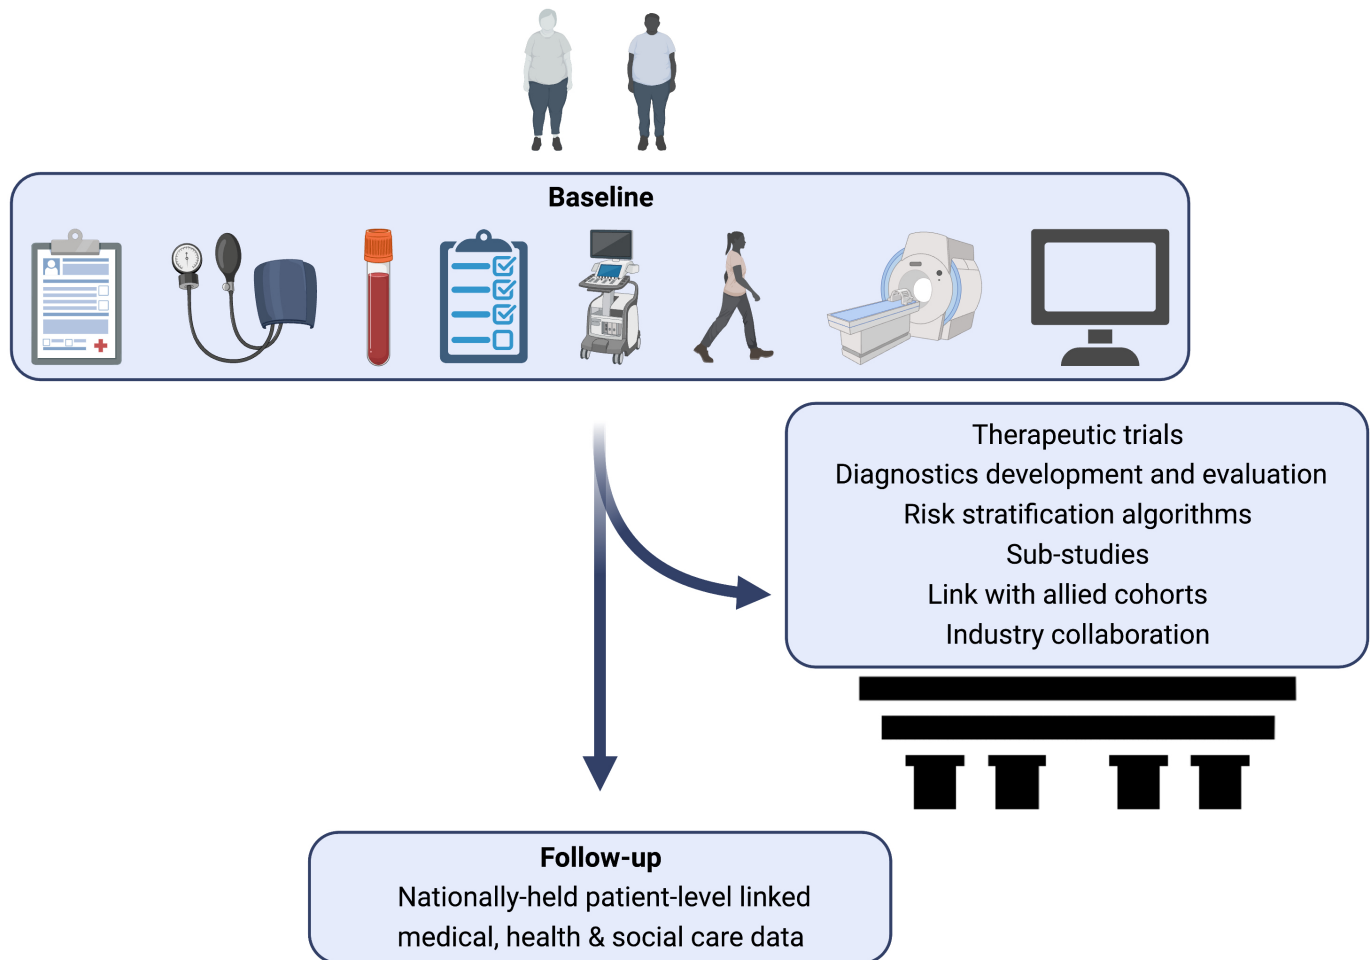 Baseline
Therapeutic trials
Diagnostics development and evaluation
Risk stratification algorithms
Sub-studies
Link with allied cohorts
Industry collaboration
Follow-up
Nationally-held patient-level linked
medical, health & social care data